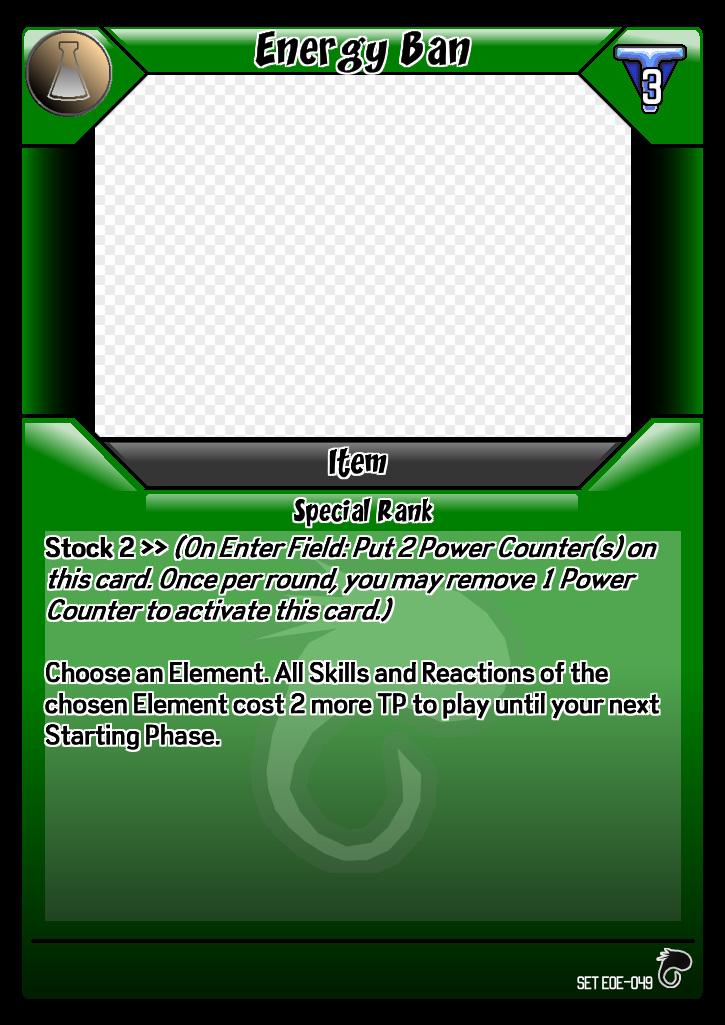 Energy Ban
3
Item
Special Rank
Stock 2 >> (On Enter Field: Put 2 Power Counter(s) on
this card. Once per round, you may remove 1 Power
Counter to activate this card.)
Choose an Element. All Skills and Reactions of the
chosen Element cost 2 more TP to play until your next
Starting Phase.
SET EOE-049